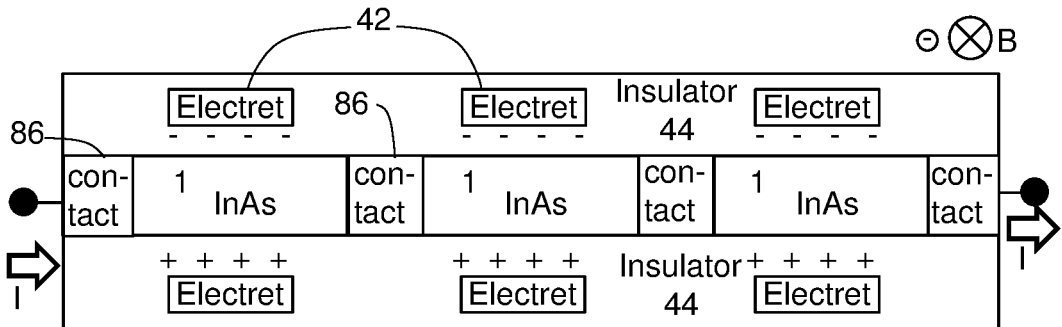 42
⊖ ⊗ B
Electret Electret Insulator Electret
44
- - - - - - - - - - - -
86 86
con-
tact
1 InAs
con-
tact
1 InAs
con-
tact
1 InAs
con-
tact
+ + + + + + + + + + + +
Insulator
44
Electret Electret Electret
I I